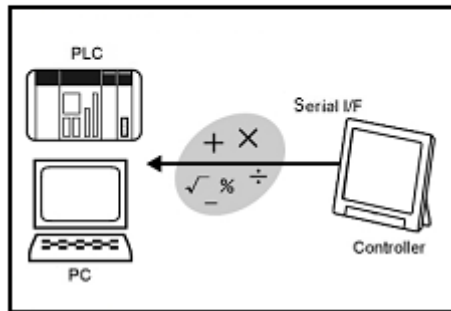 PLC
Serial I/F
+ ×
√‾ _ % ÷
Controller
PC